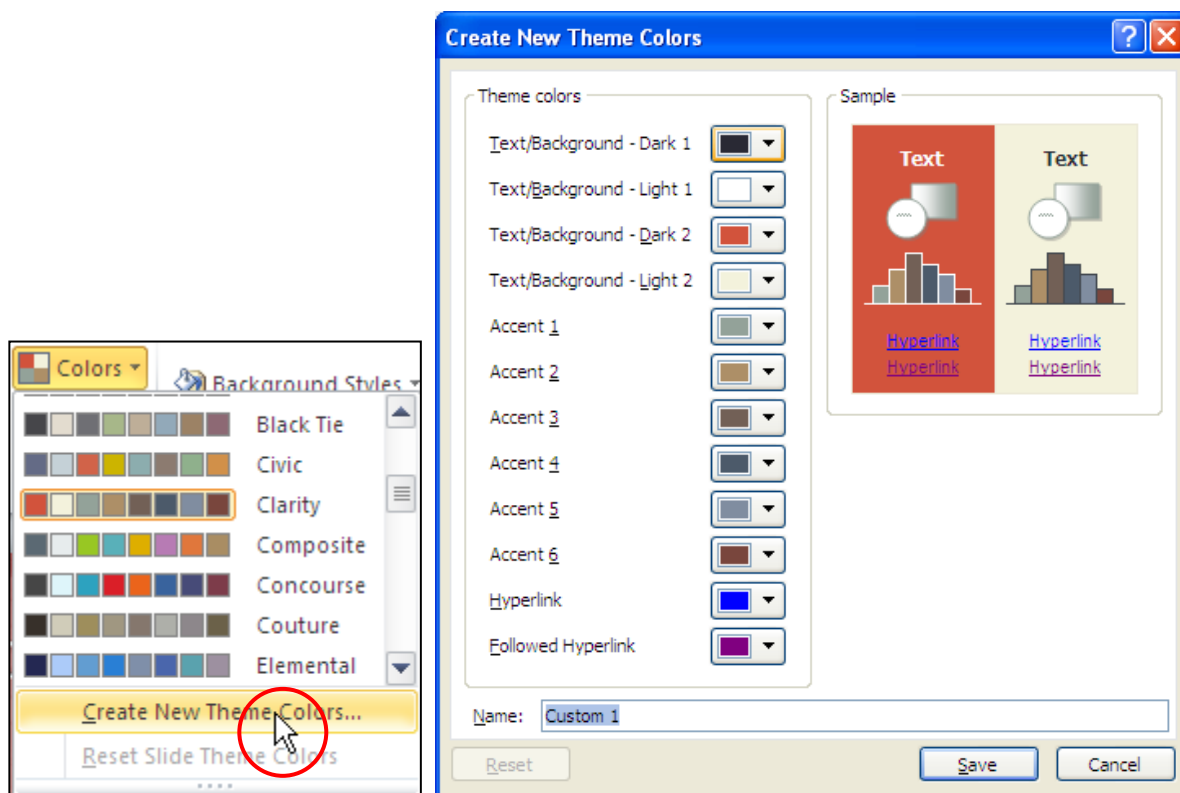 Colors
Background Styles
Black Tie
Civic
Clarity
Composite
Concourse
Couture
Elemental
Create New Theme Colors...
Reset Slide Theme Colors
Create New Theme Colors
?
Theme colors
Text/Background - Dark 1
Text/Background - Light 1
Text/Background - Dark 2
Text/Background - Light 2
Accent 1
Accent 2
Accent 3
Accent 4
Accent 5
Accent 6
Hyperlink
Followed Hyperlink
Sample
Text Text
Hyperlink Hyperlink
Hyperlink Hyperlink
Name: Custom 1
Reset Save Cancel